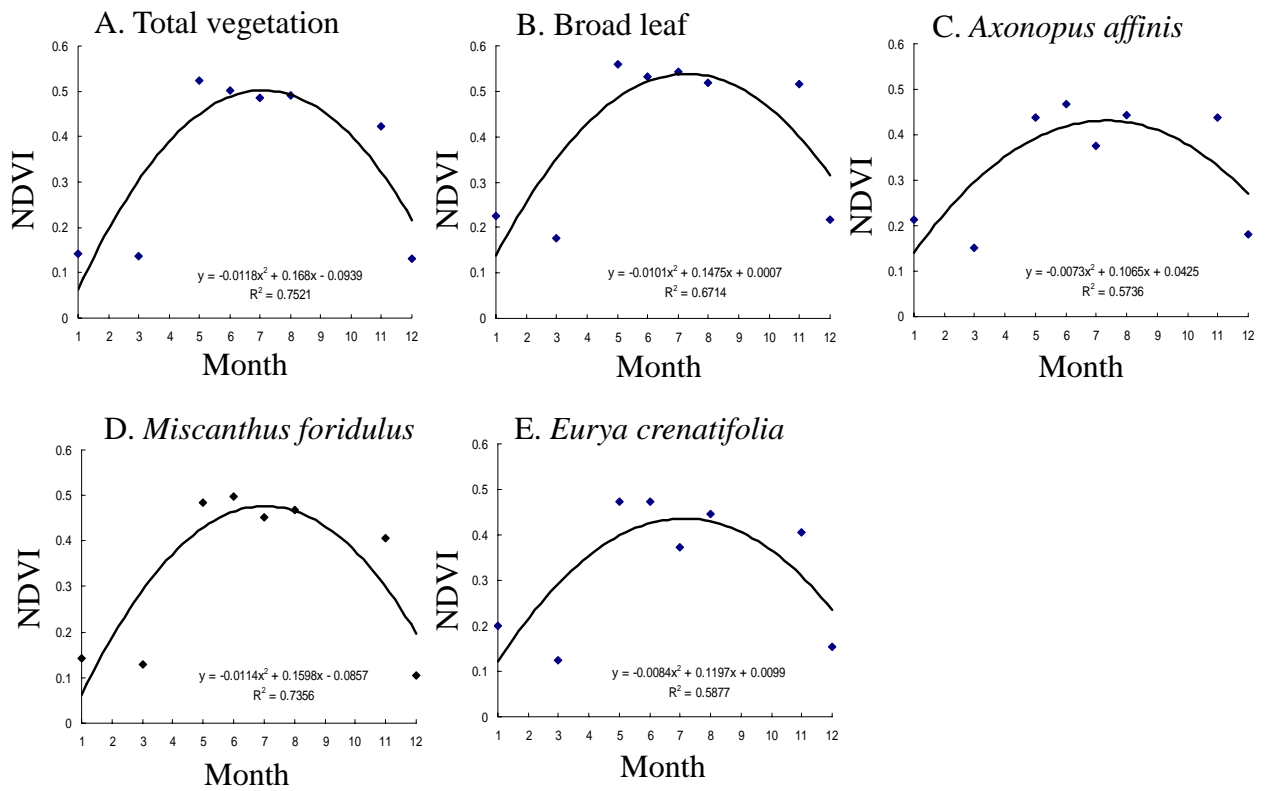 A. Total vegetation
0.6
0.5
0.4
0.3
0.2
0.1
0
NDVI
y = -0.0118x² + 0.168x - 0.0939
R² = 0.7521
1 2 3 4 5 6 7 8 9 10 11 12
Month
B. Broad leaf
0.6
0.5
0.4
0.3
0.2
0.1
0
NDVI
y = -0.0101x² + 0.1475x + 0.0007
R² = 0.6714
1 2 3 4 5 6 7 8 9 10 11 12
Month
C. Axonopus affinis
0.6
0.5
0.4
0.3
0.2
0.1
0
NDVI
y = -0.0073x² + 0.1065x + 0.0425
R² = 0.5736
1 2 3 4 5 6 7 8 9 10 11 12
Month
D. Miscanthus foridulus
0.6
0.5
0.4
0.3
0.2
0.1
0
NDVI
y = -0.0114x² + 0.1598x - 0.0857
R² = 0.7356
1 2 3 4 5 6 7 8 9 10 11 12
Month
E. Eurya crenatifolia
0.6
0.5
0.4
0.3
0.2
0.1
0
NDVI
y = -0.0084x² + 0.1197x + 0.0099
R² = 0.5877
1 2 3 4 5 6 7 8 9 10 11 12
Month